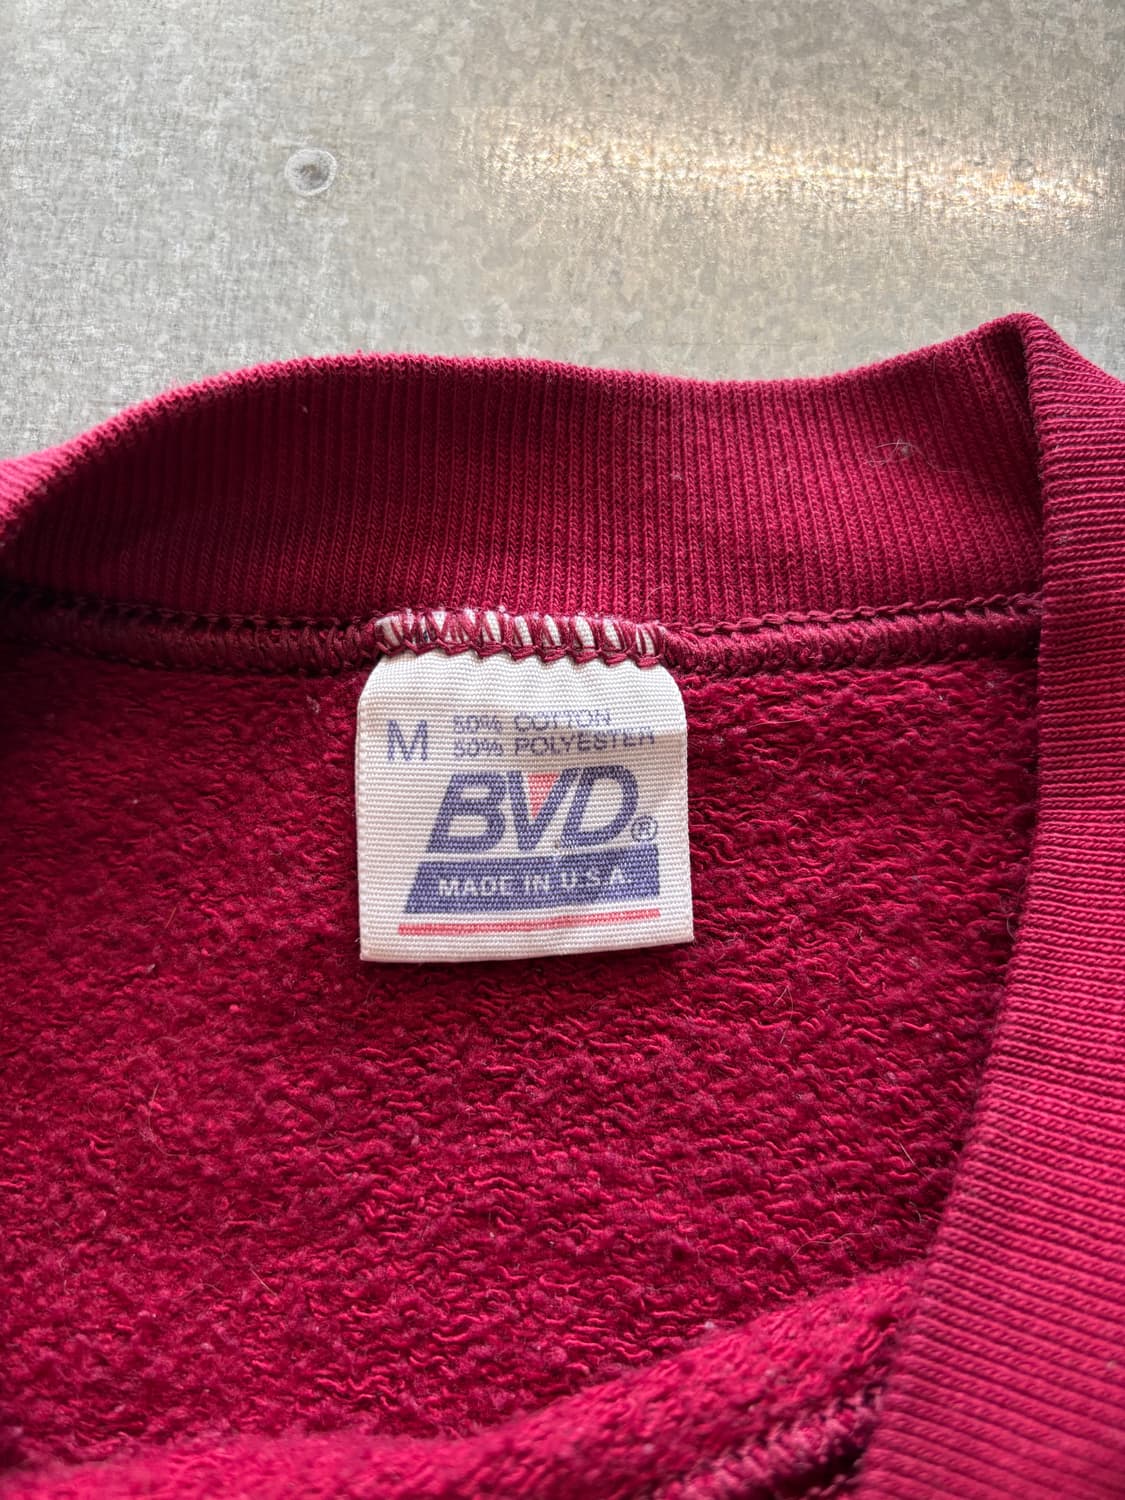 M 50% COTTON
50% POLYESTER
BVD®
MADE IN U.S.A.